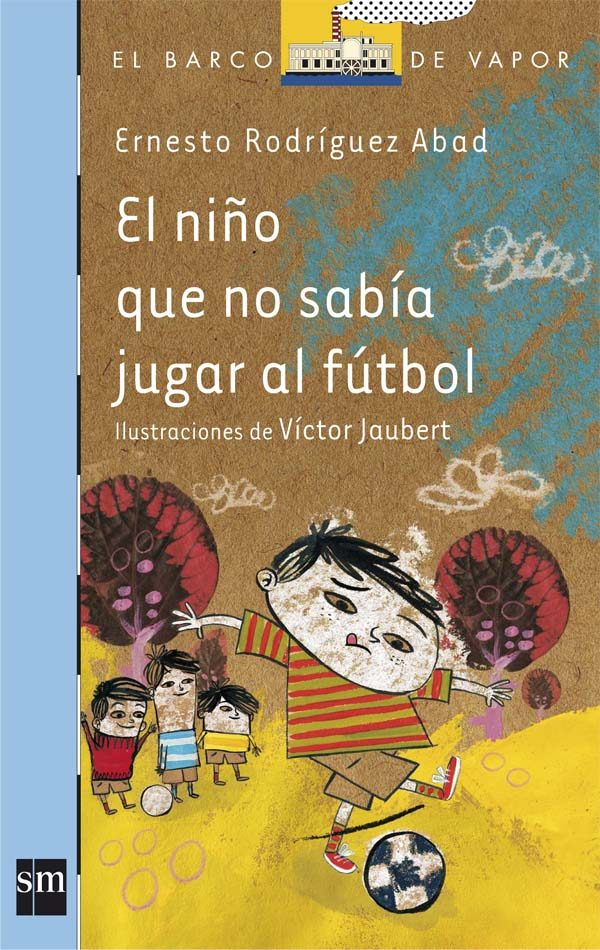 EL BARCO DE VAPOR
Ernesto Rodríguez Abad
El niño
que no sabía
jugar al fútbol
Ilustraciones de Víctor Jaubert
sm